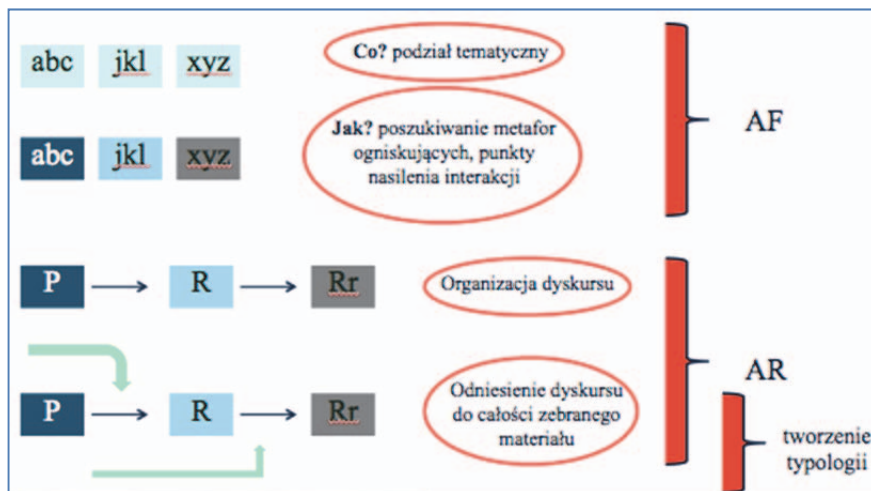 abc jkl xyz
Co? podział tematyczny
abc jkl xyz
Jak? poszukiwanie metafor
ogniskujących, punkty
nasilenia interakcji
AF
P R Rr
Organizacja dyskursu
P R Rr
Odniesienie dyskursu
do całości zebranego
materiału
AR
tworzenie
typologii